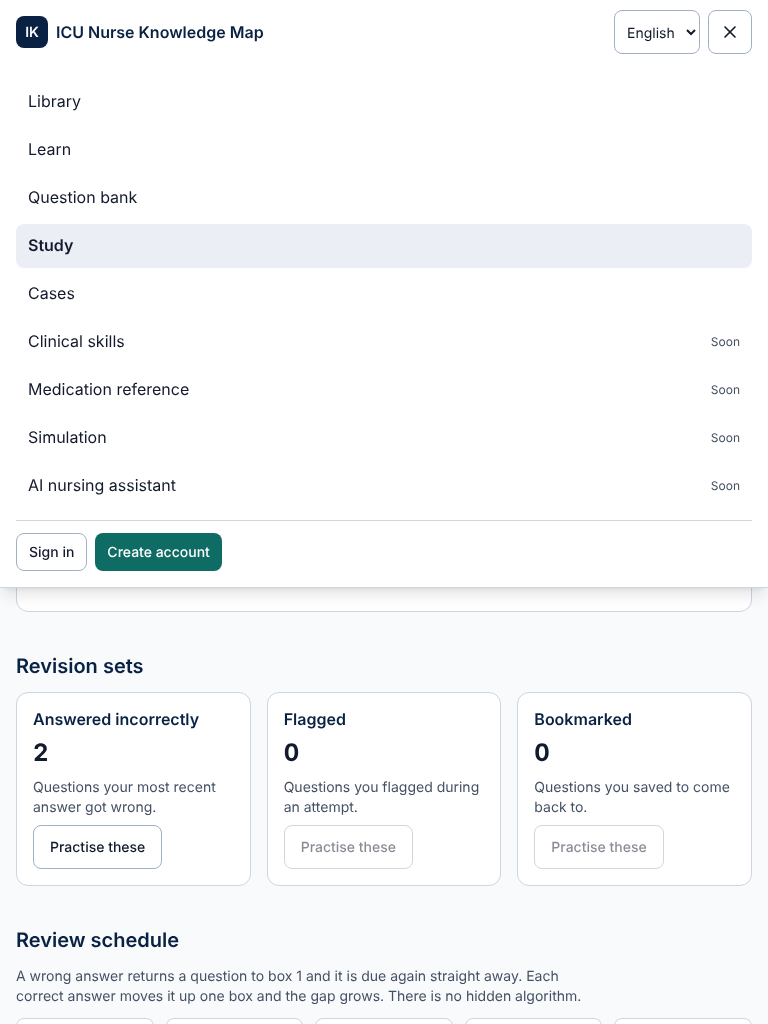 IK ICU Nurse Knowledge Map English
Library
Learn
Question bank
Study
Cases
Clinical skills Soon
Medication reference Soon
Simulation Soon
AI nursing assistant Soon
Sign in Create account
Revision sets
Answered incorrectly
2
Questions your most recent
answer got wrong.
Practise these
Flagged
0
Questions you flagged during
an attempt.
Practise these
Bookmarked
0
Questions you saved to come
back to.
Practise these
Review schedule
A wrong answer returns a question to box 1 and it is due again straight away. Each
correct answer moves it up one box and the gap grows. There is no hidden algorithm.